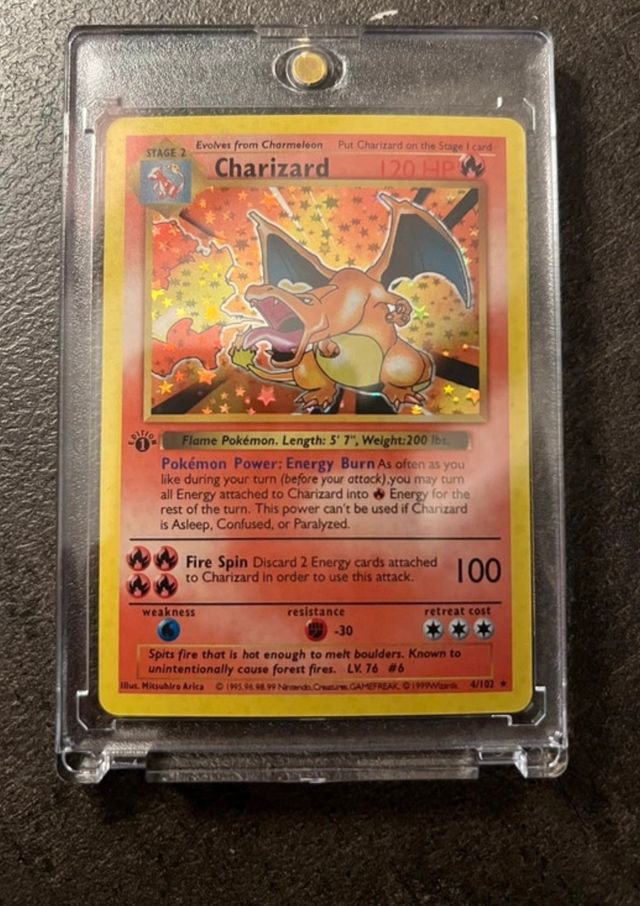 Evolves from Charmeleon Put Charizard on the Stage 1 card
STAGE 2
Charizard 120 HP
EDITION
1
Flame Pokémon. Length: 5' 7", Weight:200 lbs.
Pokémon Power: Energy Burn As often as you
like during your turn (before your attack),you may turn
all Energy attached to Charizard into Energy for the
rest of the turn. This power can't be used if Charizard
is Asleep, Confused, or Paralyzed.
Fire Spin Discard 2 Energy cards attached
to Charizard in order to use this attack. 100
weakness resistance retreat cost
-30
Spits fire that is hot enough to melt boulders. Known to
unintentionally cause forest fires. LV. 76 #6
Illus. Mitsuhiro Arica © 1995,96,98,99 Nintendo,Creatures,GAMEFREAK. © 1999Wizards. 4/102 ★